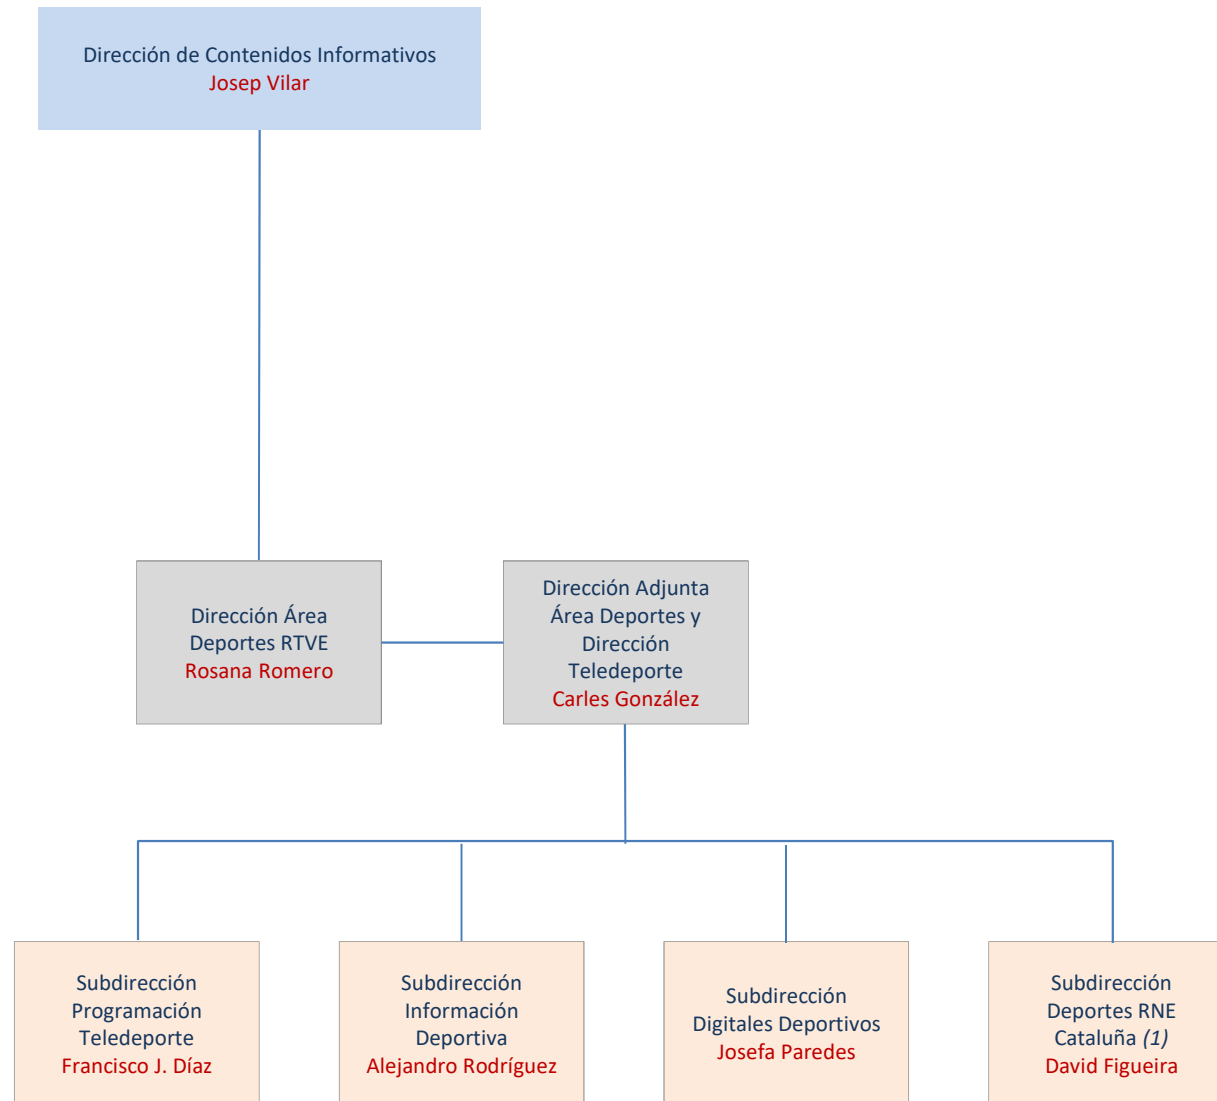 Dirección de Contenidos Informativos
Josep Vilar
Dirección Área
Deportes RTVE
Rosana Romero
Dirección Adjunta
Área Deportes y
Dirección
Teledeporte
Carles González
Subdirección
Programación
Teledeporte
Francisco J. Díaz
Subdirección
Información
Deportiva
Alejandro Rodríguez
Subdirección
Digitales Deportivos
Josefa Paredes
Subdirección
Deportes RNE
Cataluña (1)
David Figueira